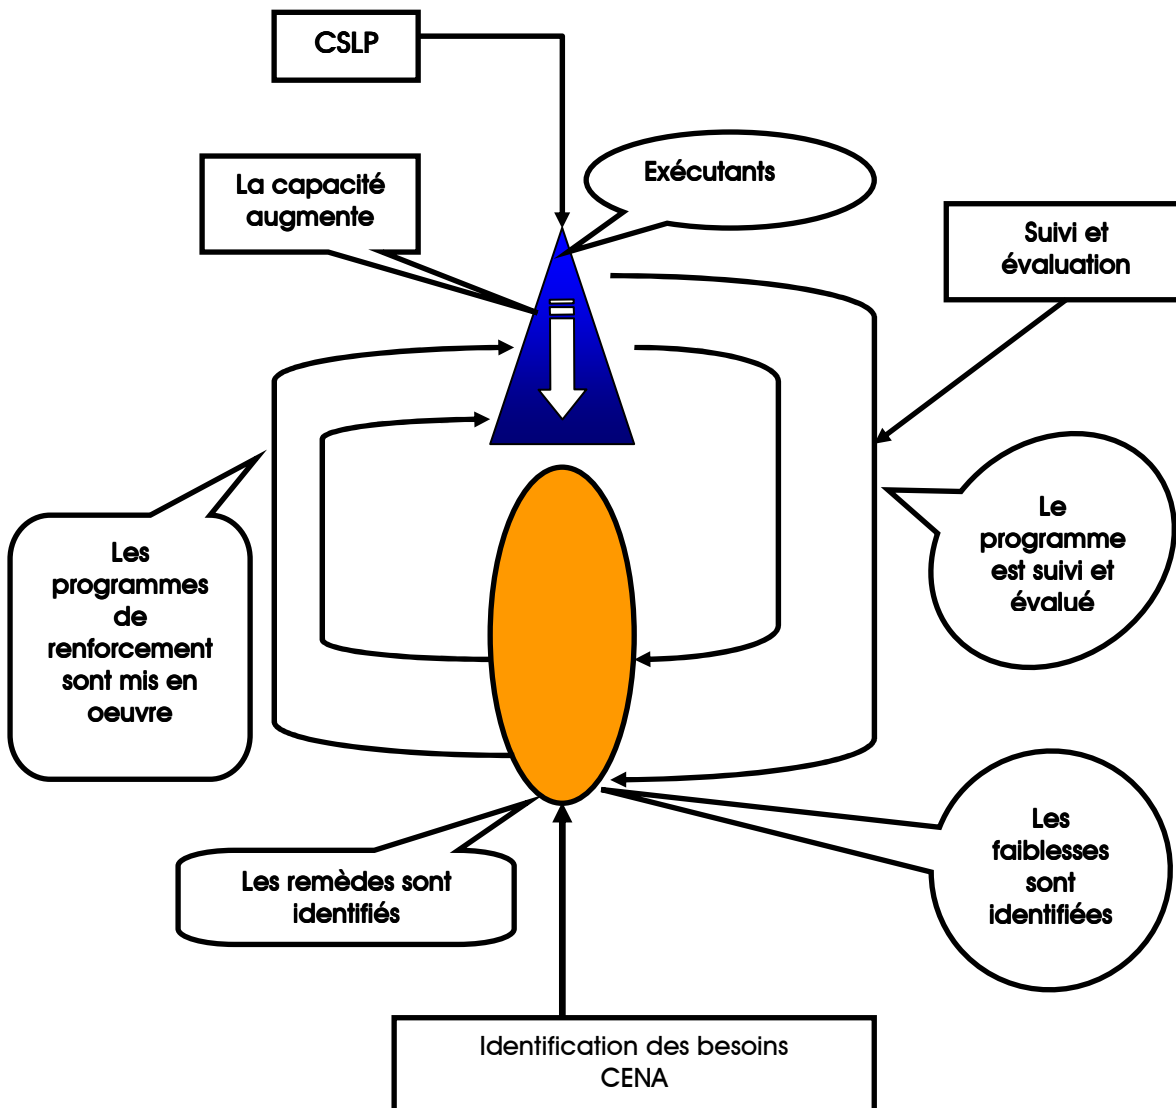 CSLP
Exécutants
La capacité
augmente
Suivi et
évaluation
Le
programme
est suivi et
évalué
Les
programmes
de
renforcement
sont mis en
oeuvre
Les
faiblesses
sont
identifiées
Les remèdes sont
identifiés
Identification des besoins
CENA